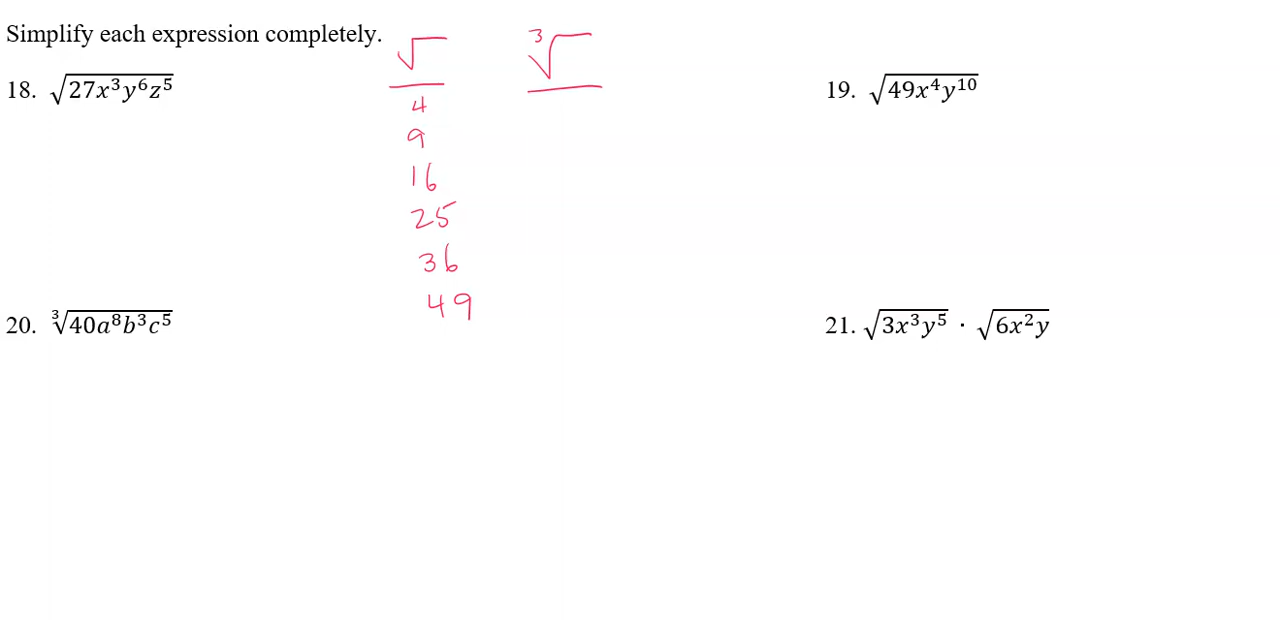 Simplify each expression completely.
√ ∛
18. √27x³y⁶z⁵
19. √49x⁴y¹⁰
4
9
16
25
36
49
20. ∛40a⁸b³c⁵
21. √3x³y⁵ · √6x²y